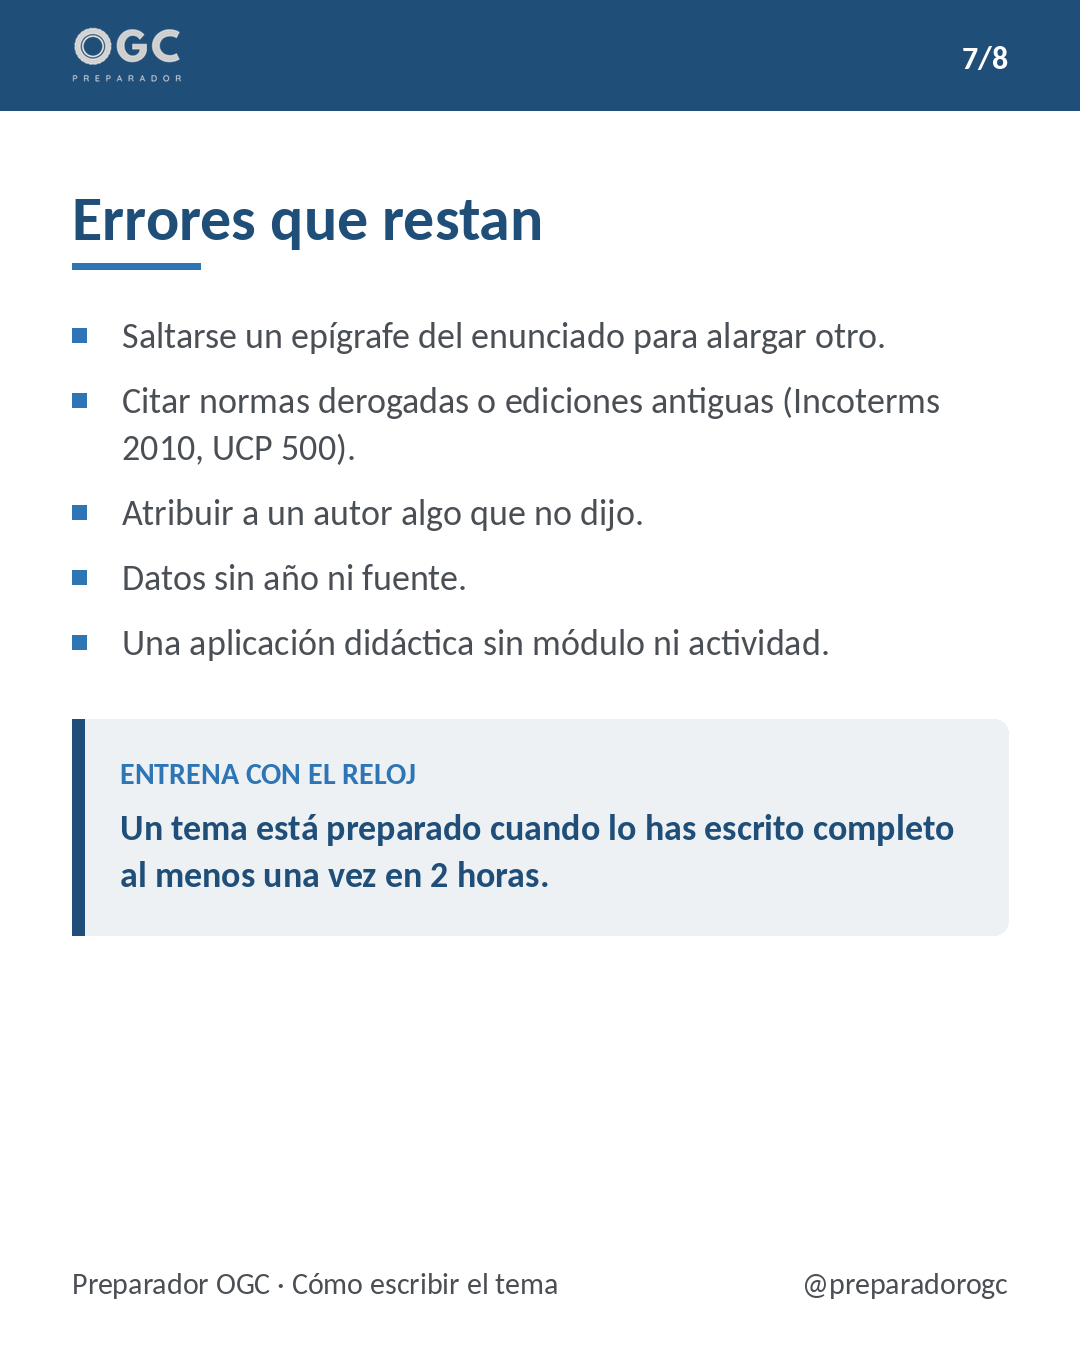 OGC
PREPARADOR
7/8
Errores que restan
Saltarse un epígrafe del enunciado para alargar otro.
Citar normas derogadas o ediciones antiguas (Incoterms
2010, UCP 500).
Atribuir a un autor algo que no dijo.
Datos sin año ni fuente.
Una aplicación didáctica sin módulo ni actividad.
ENTRENA CON EL RELOJ
Un tema está preparado cuando lo has escrito completo
al menos una vez en 2 horas.
Preparador OGC · Cómo escribir el tema
@preparadorogc